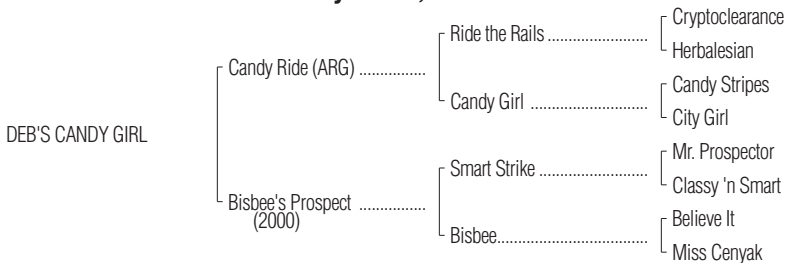 Cryptoclearance
Ride the Rails ..........................
Herbalesian
Candy Ride (ARG) ................
Candy Stripes
Candy Girl ..............................
City Girl
DEB'S CANDY GIRL
Mr. Prospector
Smart Strike ............................
Classy 'n Smart
Bisbee's Prospect ................
(2000)
Believe It
Bisbee.......................................
Miss Cenyak